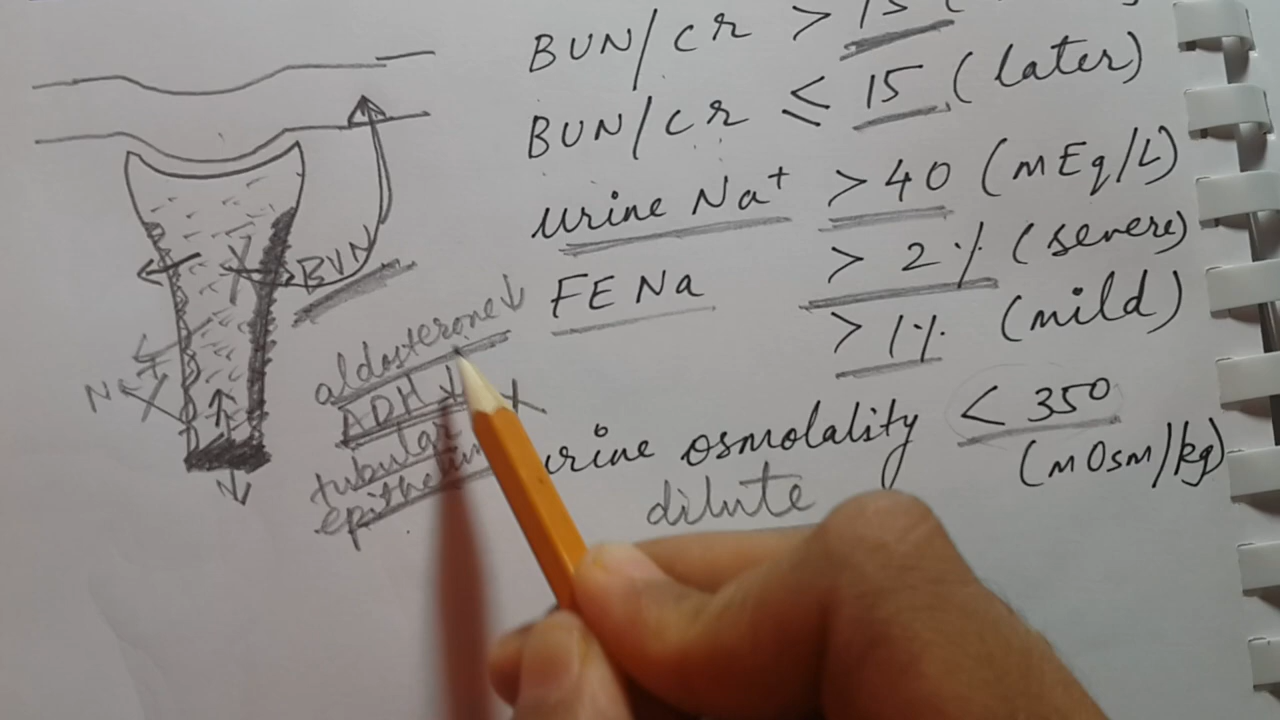 BUN/cr > 15 (
BUN/cr ≤ 15 (later)
urine Na+ > 40 (mEq/L)
FENa > 2% (severe)
> 1% (mild)
urine osmolality < 350
(mOsm/kg)
dilute
BUN
Na+
aldosterone↓
ADH ↓
tubular
epithelium